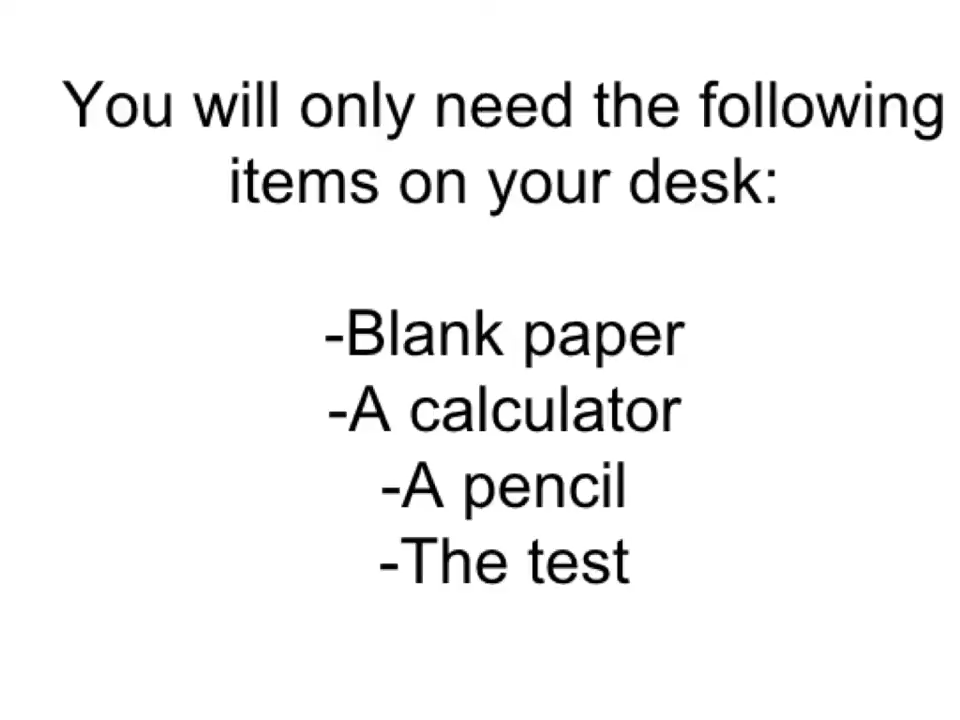 You will only need the following
items on your desk:
-Blank paper
-A calculator
-A pencil
-The test